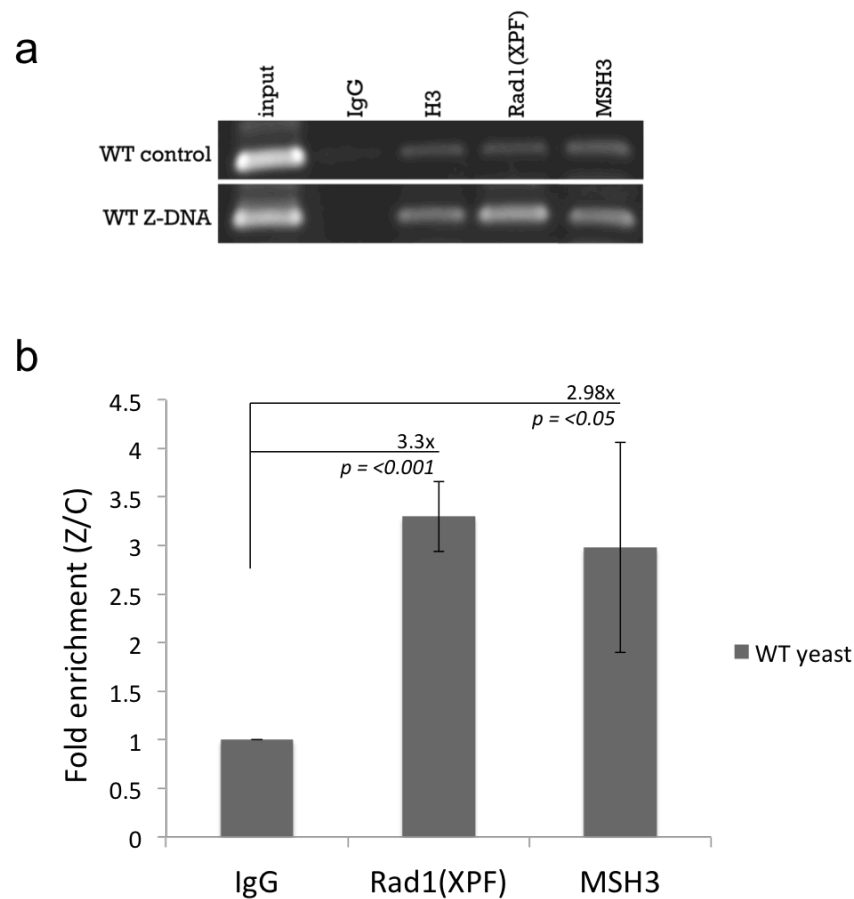 a
input
IgG
H3
Rad1(XPF)
MSH3
WT control
WT Z-DNA
b
Fold enrichment (Z/C)
4.5
4
3.5
3
2.5
2
1.5
1
0.5
0
2.98x
p = <0.05
3.3x
p = <0.001
WT yeast
IgG
Rad1(XPF)
MSH3